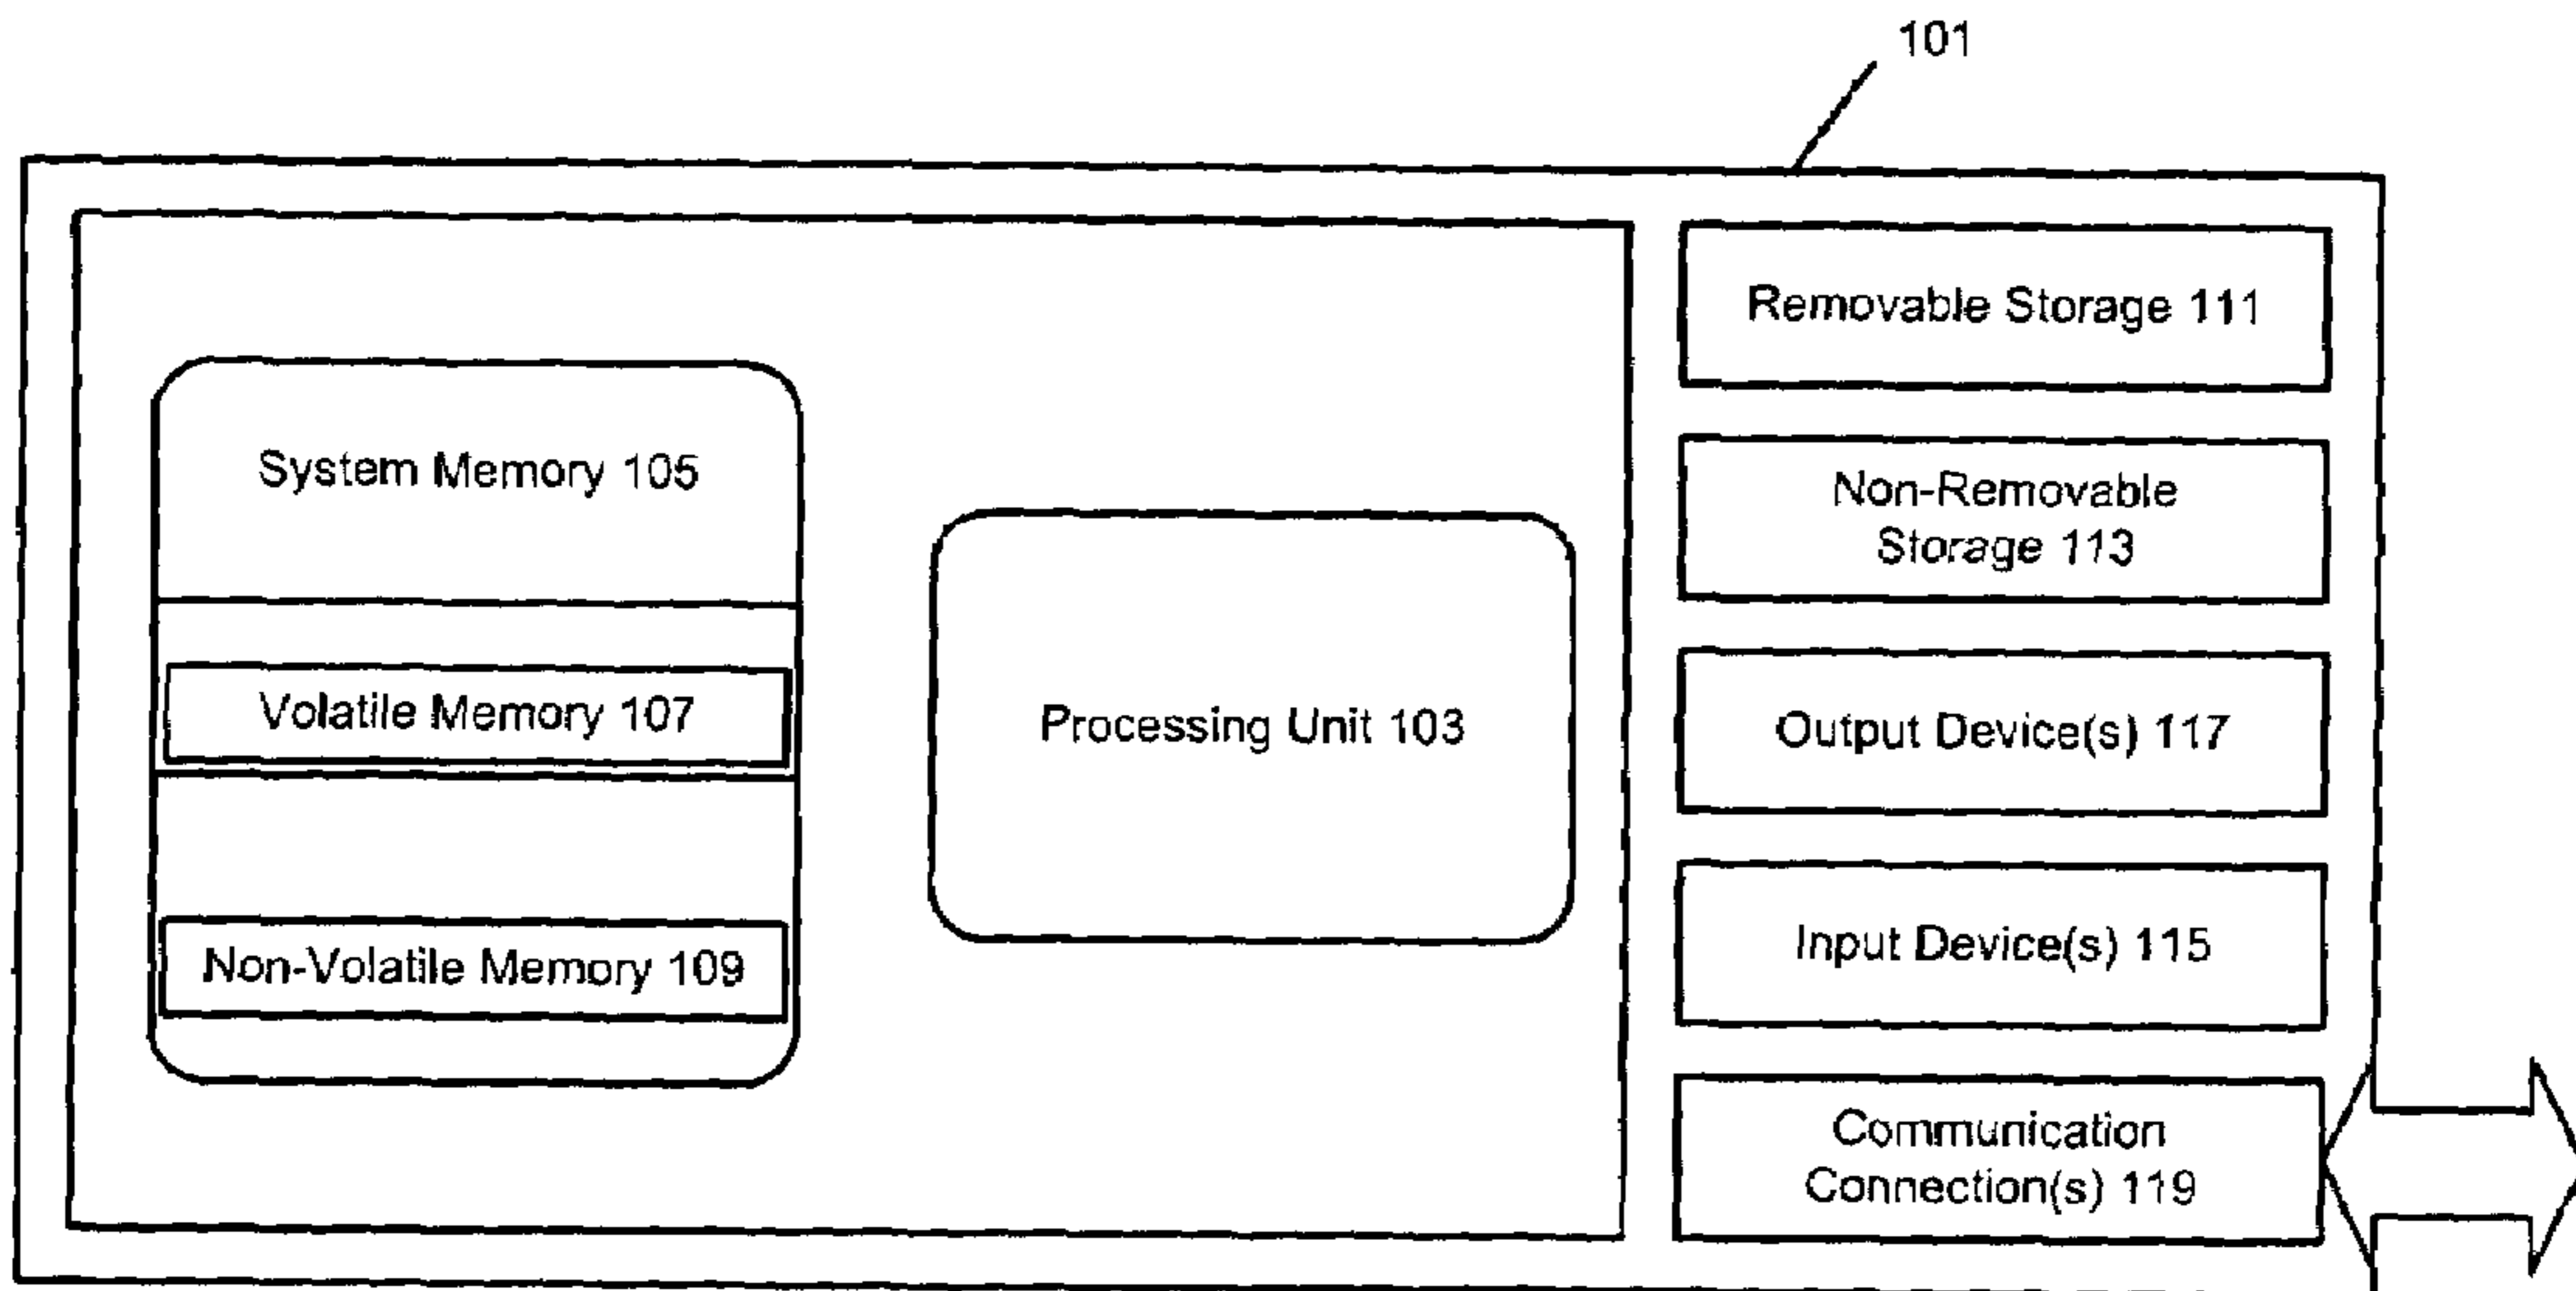 101
System Memory 105
Volatile Memory 107
Non-Volatile Memory 109
Processing Unit 103
Removable Storage 111
Non-Removable
Storage 113
Output Device(s) 117
Input Device(s) 115
Communication
Connection(s) 119